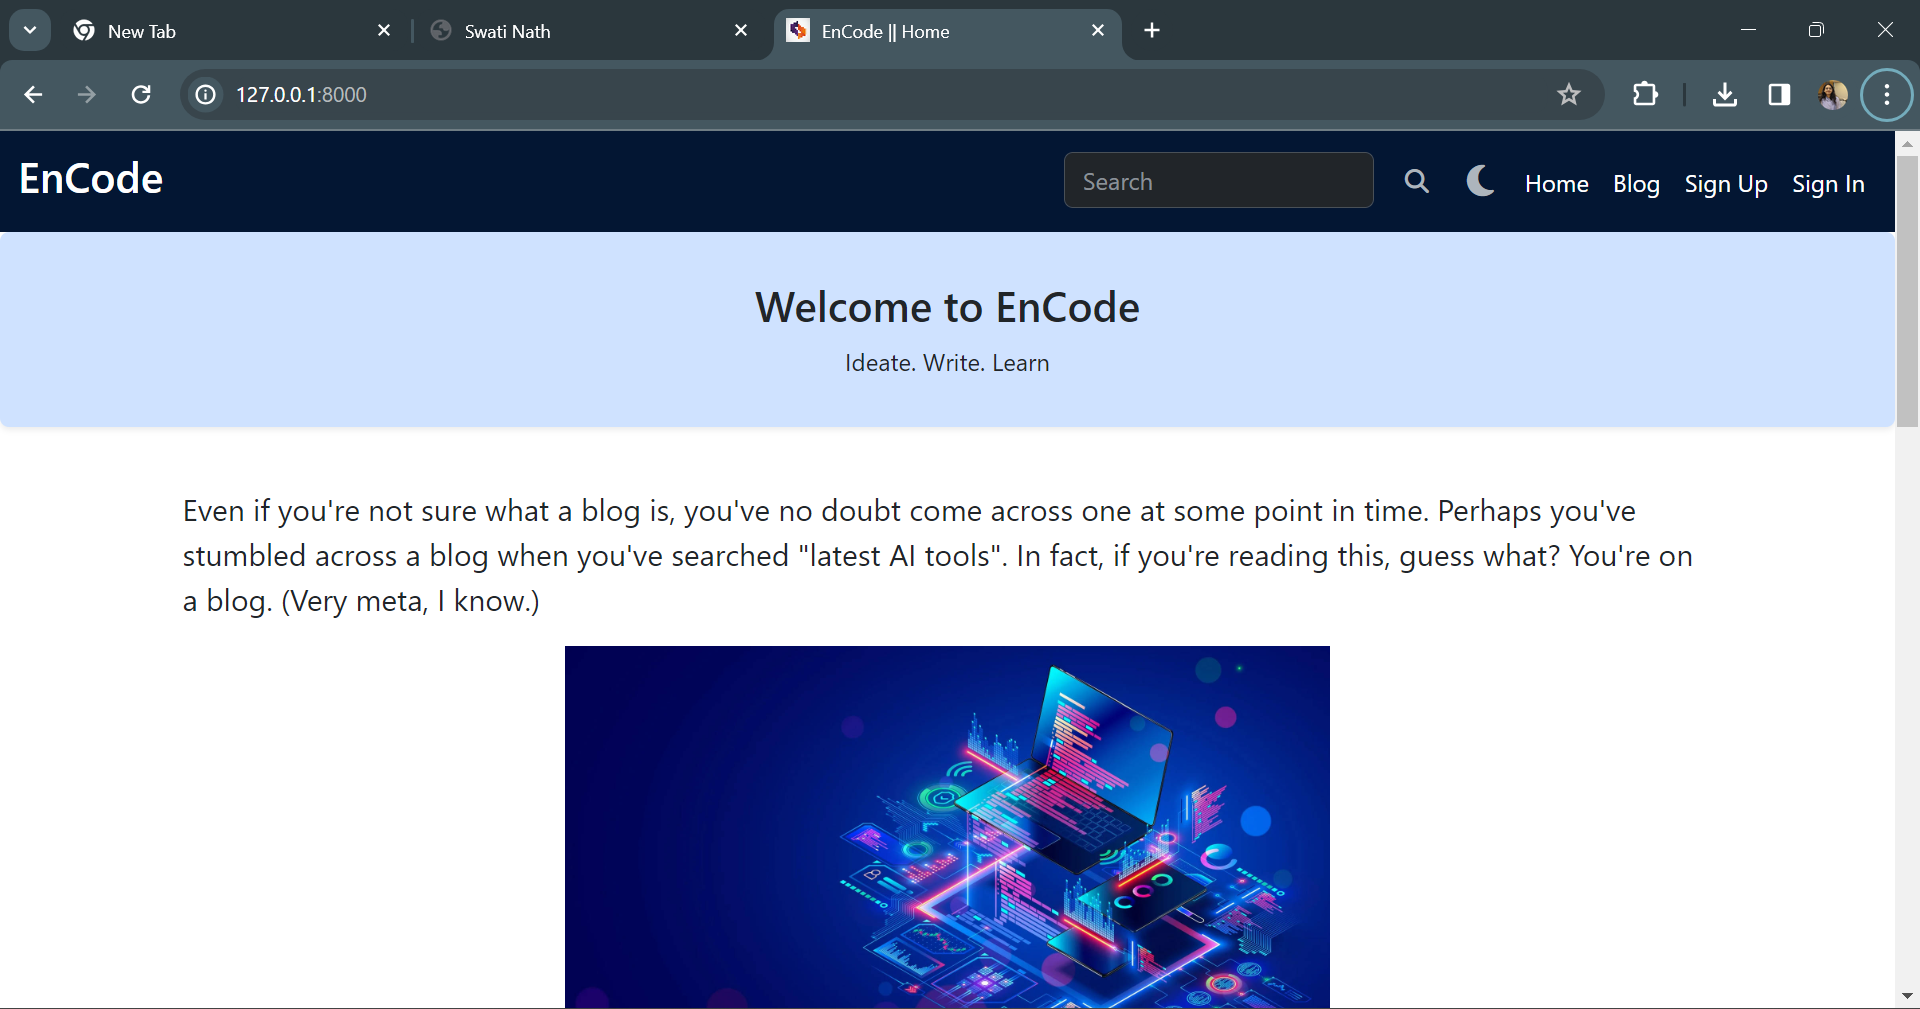 New Tab
Swati Nath
EnCode || Home
127.0.0.1:8000
EnCode
Search
Home
Blog
Sign Up
Sign In
Welcome to EnCode
Ideate. Write. Learn
Even if you're not sure what a blog is, you've no doubt come across one at some point in time. Perhaps you've
stumbled across a blog when you've searched "latest AI tools". In fact, if you're reading this, guess what? You're on
a blog. (Very meta, I know.)